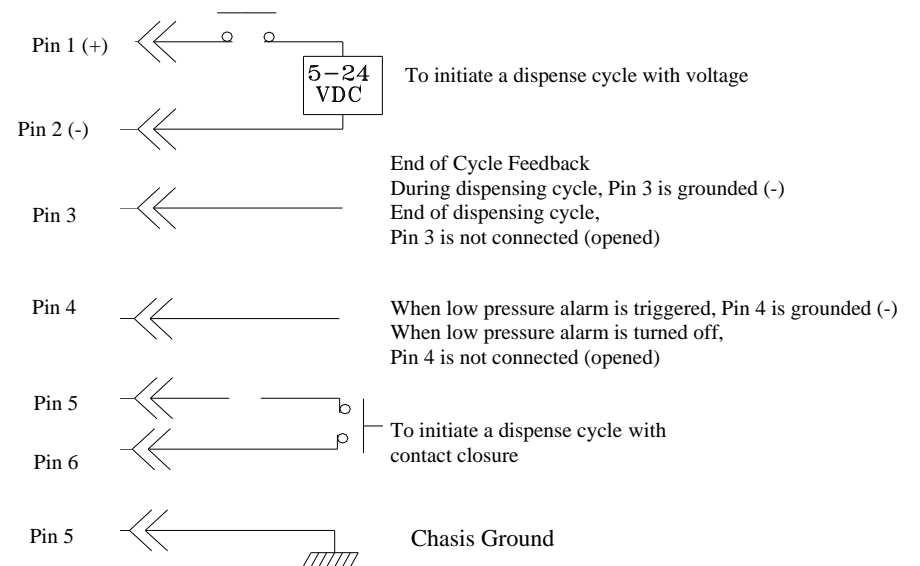 Pin 1 (+)
5-24
VDC
To initiate a dispense cycle with voltage
Pin 2 (-)
End of Cycle Feedback
During dispensing cycle, Pin 3 is grounded (-)
Pin 3
End of dispensing cycle,
Pin 3 is not connected (opened)
Pin 4
When low pressure alarm is triggered, Pin 4 is grounded (-)
When low pressure alarm is turned off,
Pin 4 is not connected (opened)
Pin 5
To initiate a dispense cycle with
contact closure
Pin 6
Pin 5
Chasis Ground